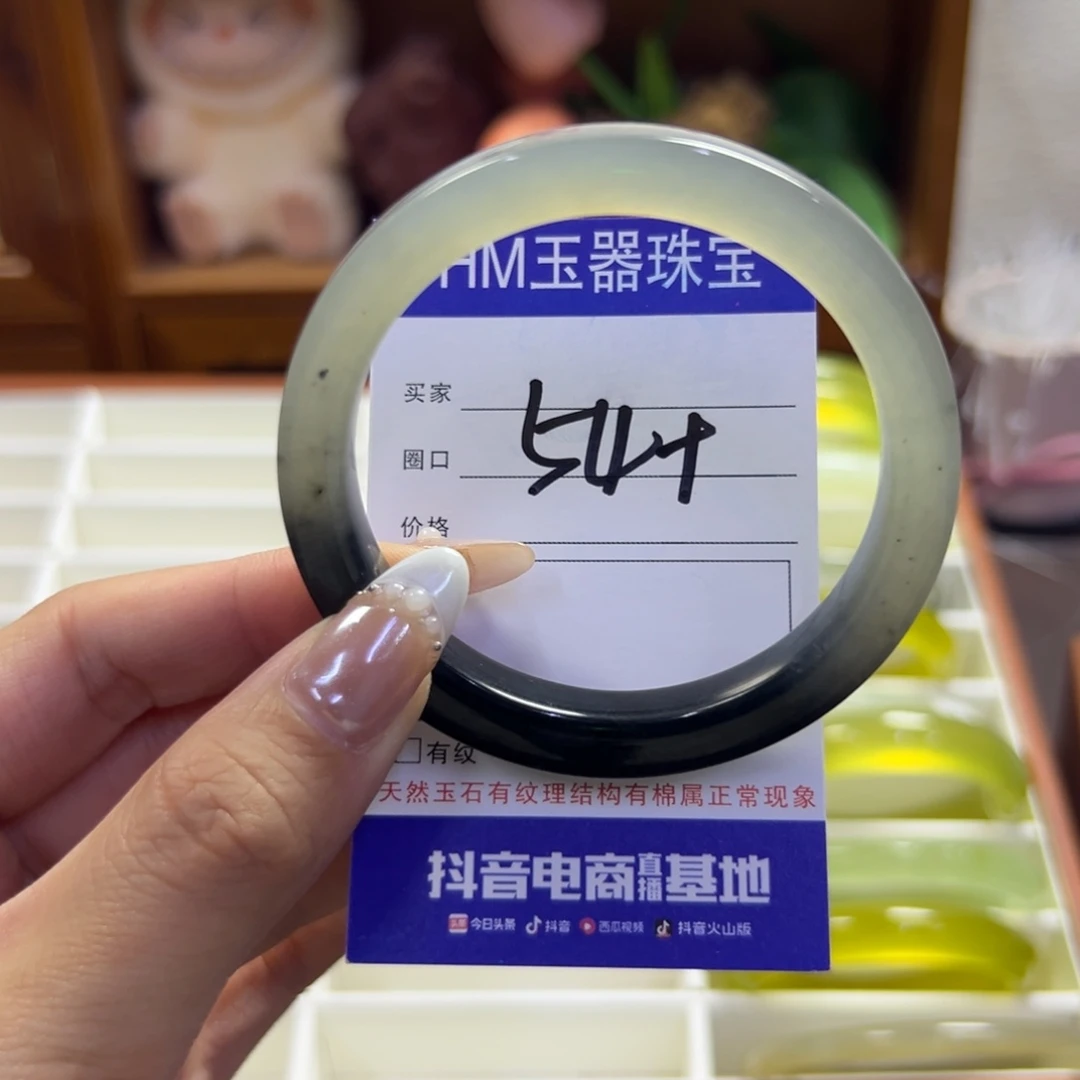 HM玉器珠宝
买家
圈口
54+
价格
有纹
天然玉石有纹理结构有棉属正常现象
抖音电商直播基地
今日头条 抖音 西瓜视频 抖音火山版